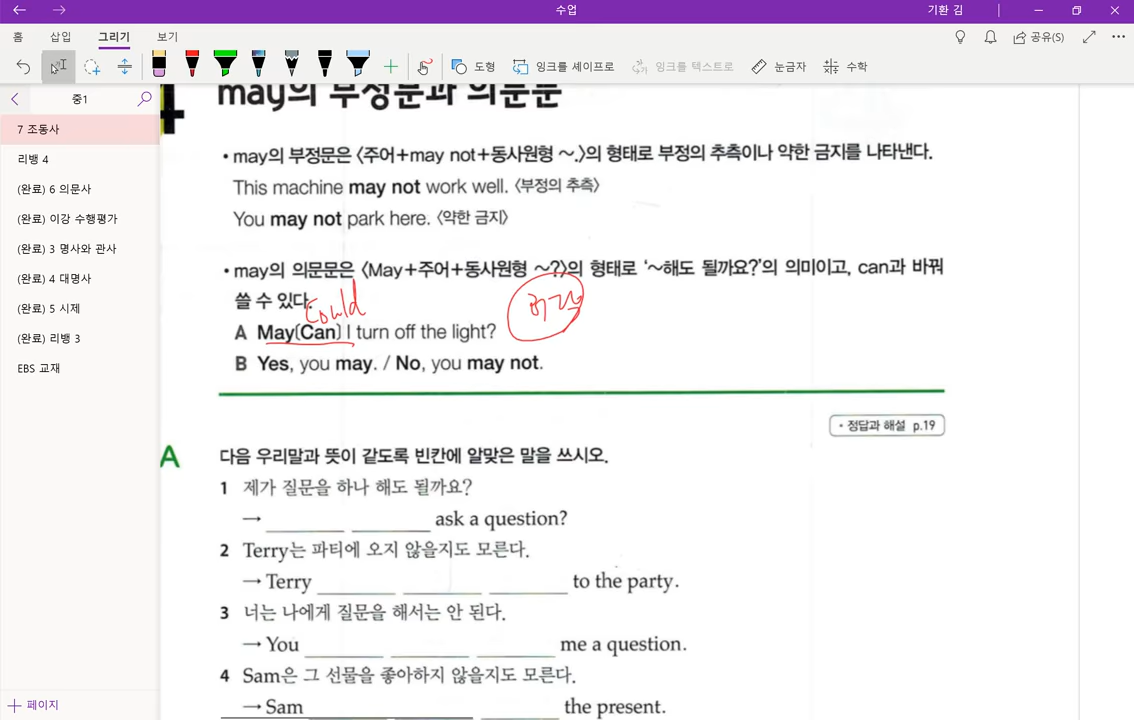 수업
기환 김
홈 삽입 그리기 보기
공유(S)
도형 잉크를 셰이프로 잉크를 텍스트로 눈금자 수학
중1
7 조동사
리뱅 4
(완료) 6 의문사
(완료) 이강 수행평가
(완료) 3 명사와 관사
(완료) 4 대명사
(완료) 5 시제
(완료) 리뱅 3
EBS 교재
페이지
4 may의 부정문과 의문문
• may의 부정문은 〈주어+may not+동사원형 ~.〉의 형태로 부정의 추측이나 약한 금지를 나타낸다.
This machine may not work well. 〈부정의 추측〉
You may not park here. 〈약한 금지〉
• may의 의문문은 〈May+주어+동사원형 ~?〉의 형태로 '~해도 될까요?'의 의미이고, can과 바꿔
쓸 수 있다.
Could
허락
A May(Can) I turn off the light?
B Yes, you may. / No, you may not.
• 정답과 해설 p.19
A 다음 우리말과 뜻이 같도록 빈칸에 알맞은 말을 쓰시오.
1 제가 질문을 하나 해도 될까요?
→ ask a question?
2 Terry는 파티에 오지 않을지도 모른다.
→ Terry to the party.
3 너는 나에게 질문을 해서는 안 된다.
→ You me a question.
4 Sam은 그 선물을 좋아하지 않을지도 모른다.
→ Sam the present.